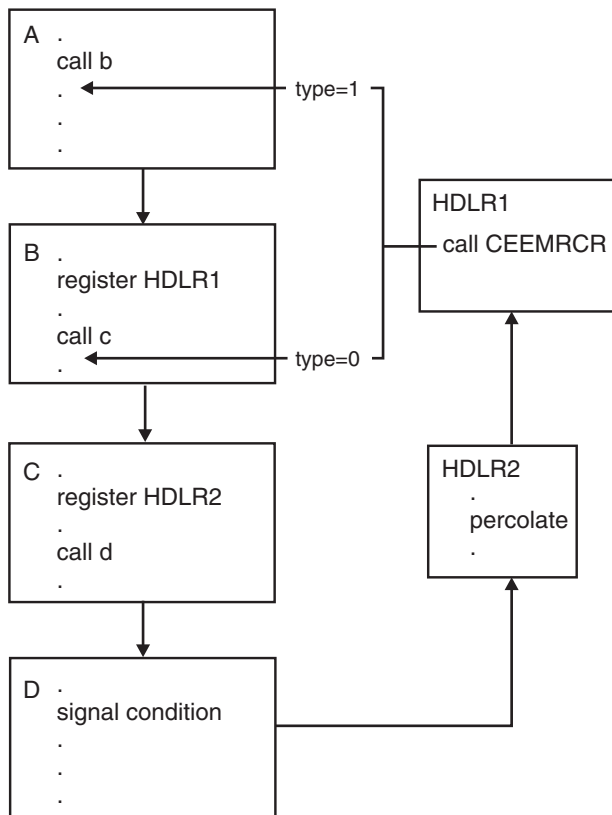 A .
call b
.
.
.
type=1
B .
register HDLR1
.
call c
.
type=0
C .
register HDLR2
.
call d
.
D .
signal condition
.
.
.
HDLR1
call CEEMRCR
HDLR2
.
percolate
.